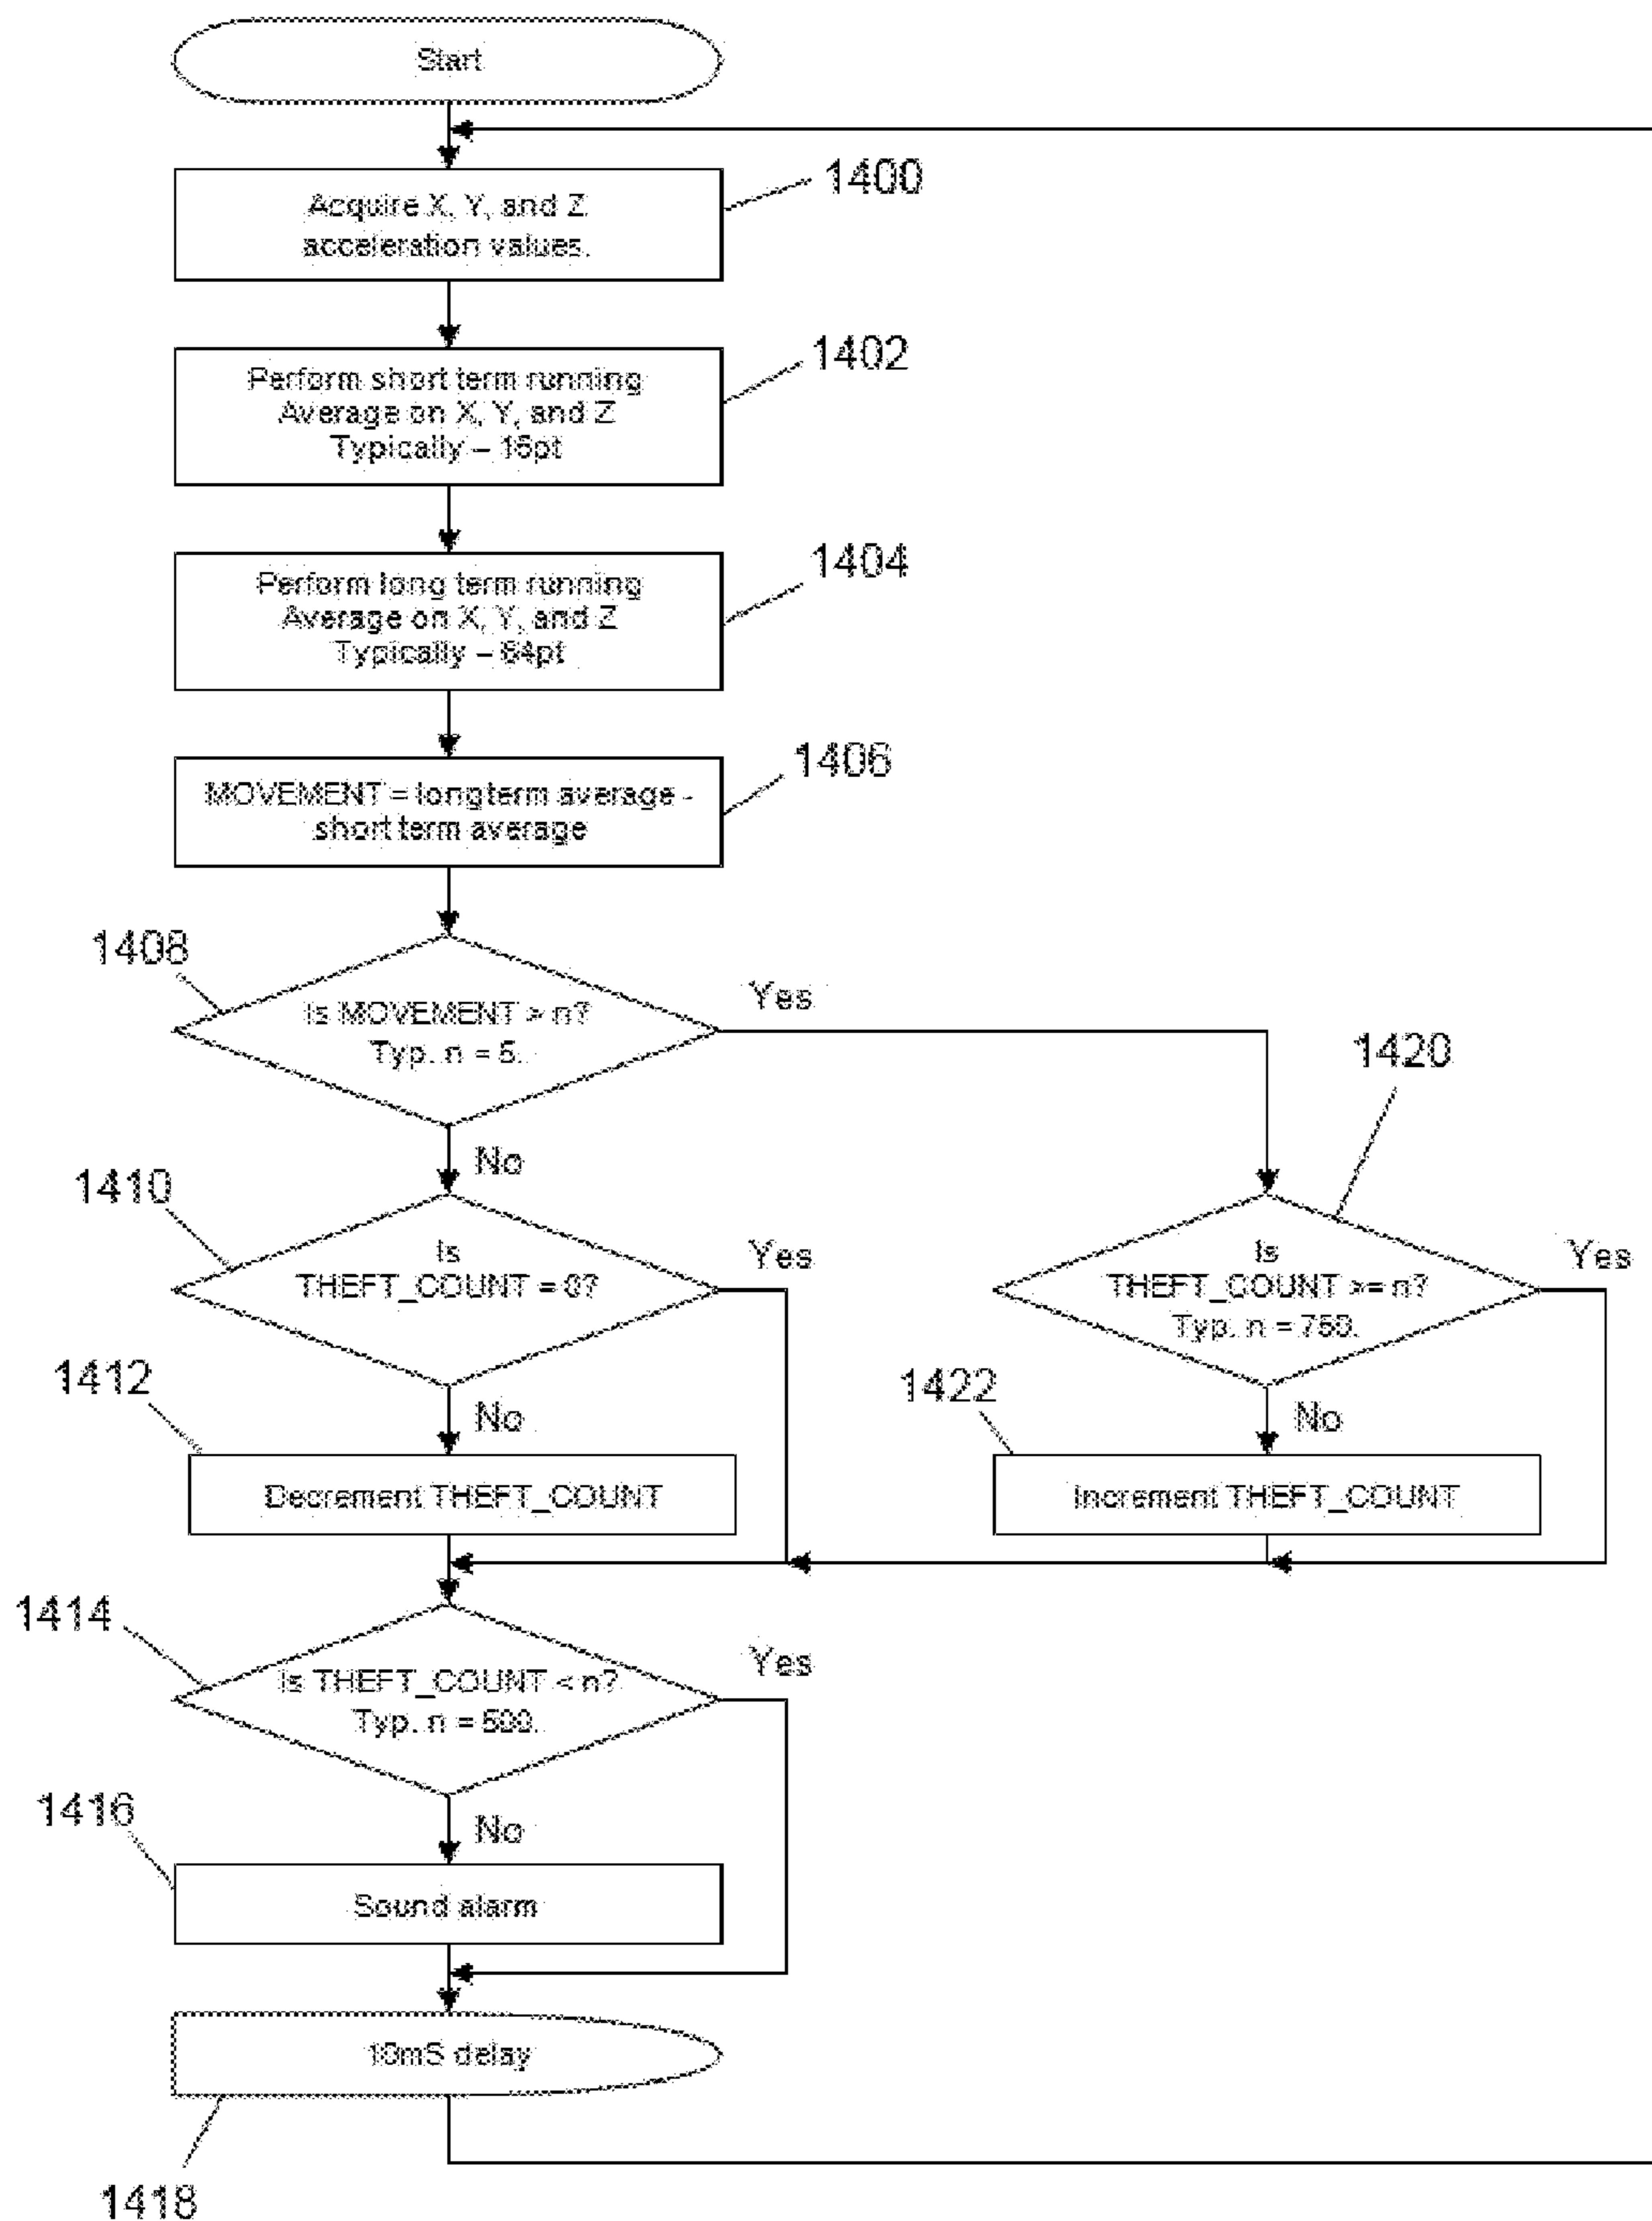 Start
1400
Acquire X, Y, and Z
acceleration values.
1402
Perform short term running
Average on X, Y, and Z
Typically – 16pt
1404
Perform long term running
Average on X, Y, and Z
Typically – 64pt
1406
MOVEMENT = longterm average -
short term average
1408
Is MOVEMENT > n?
Typ. n = 5.
Yes
No
1420
1410
Is
THEFT_COUNT = 0?
Yes
Is
THEFT_COUNT >= n?
Typ. n = 750.
Yes
1412
No
1422
No
Decrement THEFT_COUNT
Increment THEFT_COUNT
1414
Is THEFT_COUNT < n?
Typ. n = 500.
Yes
1416
No
Sound alarm
10mS delay
1418